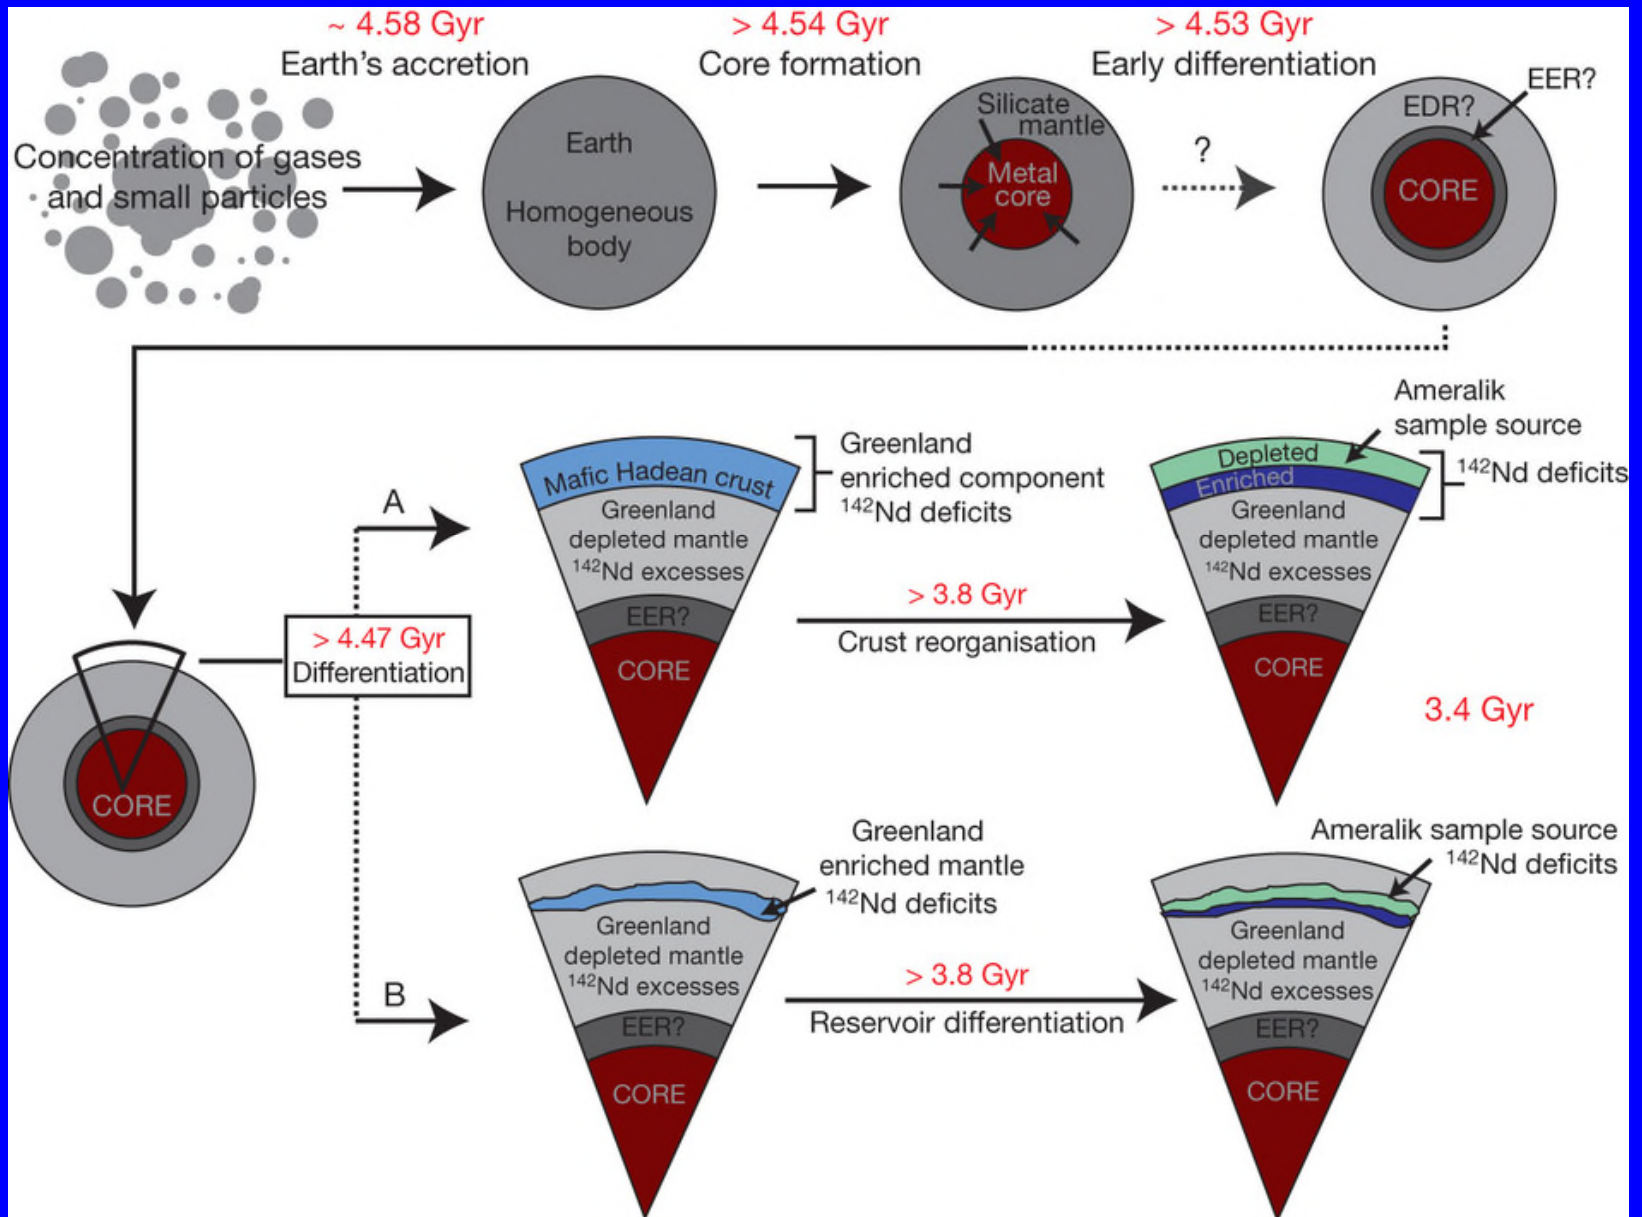 ~ 4.58 Gyr
Earth's accretion
> 4.54 Gyr
Core formation
> 4.53 Gyr
Early differentiation
Concentration of gases
and small particles
Earth
Homogeneous
body
Silicate
mantle
Metal
core
?
EDR?
EER?
CORE
CORE
> 4.47 Gyr
Differentiation
A
Mafic Hadean crust
Greenland
depleted mantle
¹⁴²Nd excesses
EER?
CORE
Greenland
enriched component
¹⁴²Nd deficits
> 3.8 Gyr
Crust reorganisation
Ameralik
sample source
¹⁴²Nd deficits
Depleted
Enriched
Greenland
depleted mantle
¹⁴²Nd excesses
EER?
CORE
3.4 Gyr
B
Greenland
enriched mantle
¹⁴²Nd deficits
Greenland
depleted mantle
¹⁴²Nd excesses
EER?
CORE
> 3.8 Gyr
Reservoir differentiation
Ameralik sample source
¹⁴²Nd deficits
Greenland
depleted mantle
¹⁴²Nd excesses
EER?
CORE